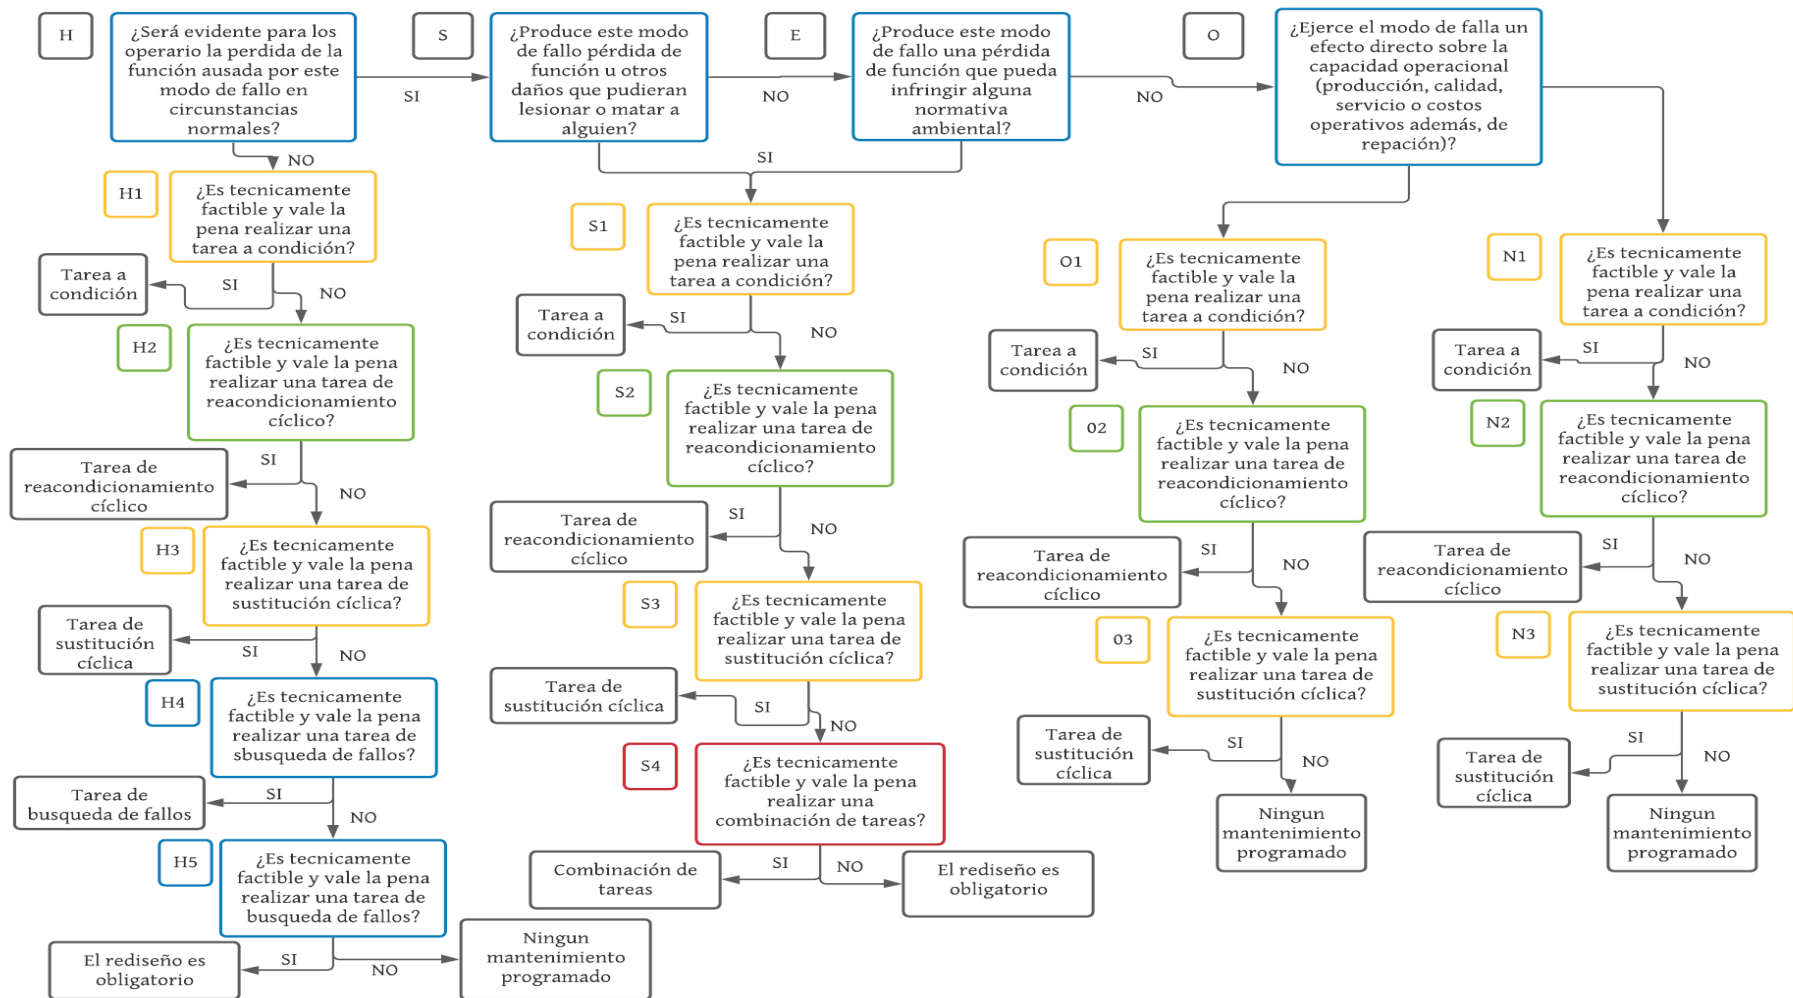 H
¿Será evidente para los
operario la perdida de la
función ausada por este
modo de fallo en
circunstancias
normales?
SI
NO
S
¿Produce este modo
de fallo pérdida de
función u otros
daños que pudieran
lesionar o matar a
alguien?
NO
SI
E
¿Produce este modo
de fallo una pérdida
de función que pueda
infringir alguna
normativa
ambiental?
NO
O
¿Ejerce el modo de falla un
efecto directo sobre la
capacidad operacional
(producción, calidad,
servicio o costos
operativos además, de
repación)?
H1
¿Es tecnicamente
factible y vale la
pena realizar una
tarea a condición?
SI
NO
Tarea a
condición
H2
¿Es tecnicamente
factible y vale la pena
realizar una tarea de
reacondicionamiento
cíclico?
SI
NO
Tarea de
reacondicionamiento
cíclico
H3
¿Es tecnicamente
factible y vale la pena
realizar una tarea de
sustitución cíclica?
SI
NO
Tarea de
sustitución
cíclica
H4
¿Es tecnicamente
factible y vale la pena
realizar una tarea de
sbusqueda de fallos?
SI
NO
Tarea de
busqueda de fallos
H5
¿Es tecnicamente
factible y vale la pena
realizar una tarea de
busqueda de fallos?
SI
NO
El rediseño es
obligatorio
Ningun
mantenimiento
programado
S1
¿Es tecnicamente
factible y vale la
pena realizar una
tarea a condición?
SI
NO
Tarea a
condición
S2
¿Es tecnicamente
factible y vale la pena
realizar una tarea de
reacondicionamiento
cíclico?
SI
NO
Tarea de
reacondicionamiento
cíclico
S3
¿Es tecnicamente
factible y vale la pena
realizar una tarea de
sustitución cíclica?
SI
NO
Tarea de
sustitución cíclica
S4
¿Es tecnicamente
factible y vale la pena
realizar una
combinación de tareas?
SI
NO
Combinación de
tareas
El rediseño es
obligatorio
O1
¿Es tecnicamente
factible y vale la
pena realizar una
tarea a condición?
SI
NO
Tarea a
condición
02
¿Es tecnicamente
factible y vale la pena
realizar una tarea de
reacondicionamiento
cíclico?
SI
NO
Tarea de
reacondicionamiento
cíclico
03
¿Es tecnicamente
factible y vale la pena
realizar una tarea de
sustitución cíclica?
SI
NO
Tarea de
sustitución
cíclica
Ningun
mantenimiento
programado
N1
¿Es tecnicamente
factible y vale la
pena realizar una
tarea a condición?
SI
NO
Tarea a
condición
N2
¿Es tecnicamente
factible y vale la pena
realizar una tarea de
reacondicionamiento
cíclico?
SI
NO
Tarea de
reacondicionamiento
cíclico
N3
¿Es tecnicamente
factible y vale la pena
realizar una tarea de
sustitución cíclica?
SI
NO
Tarea de
sustitución
cíclica
Ningun
mantenimiento
programado